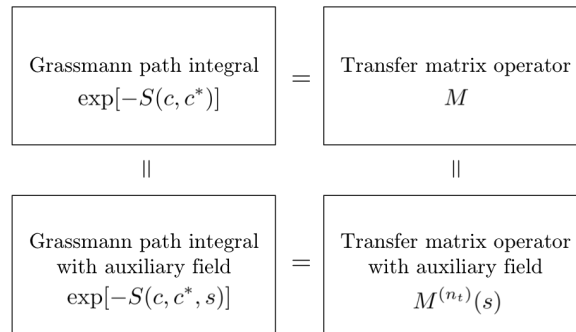 Grassmann path integral
exp[−S(c, c*)]
=
Transfer matrix operator
M
=
=
Grassmann path integral
with auxiliary field
exp[−S(c, c*, s)]
=
Transfer matrix operator
with auxiliary field
M^(n_t)(s)